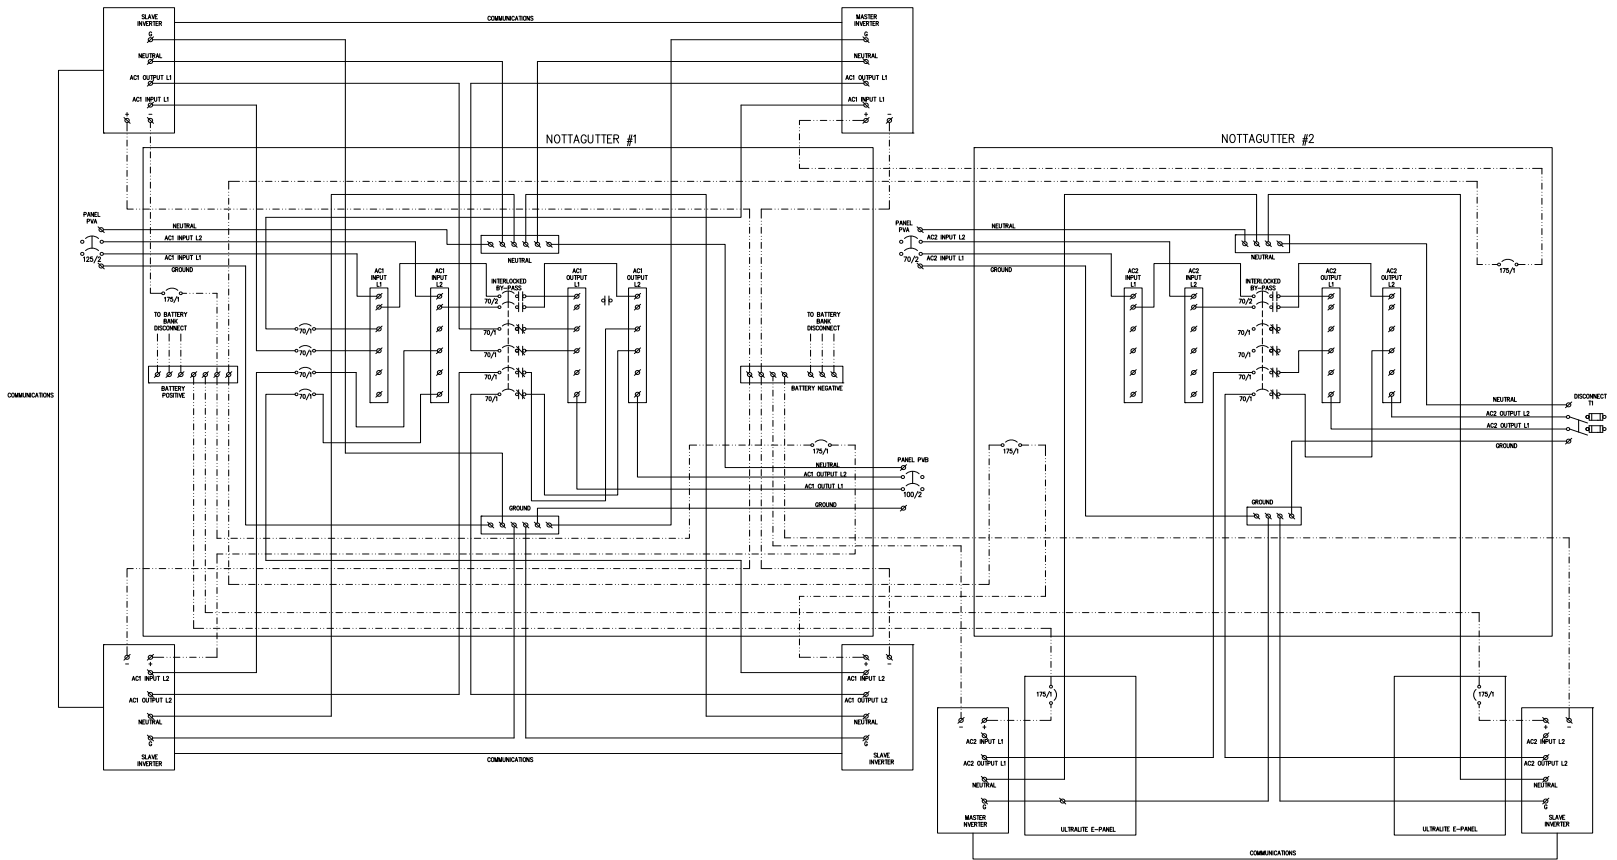 SLAVE
INVERTER
G
NEUTRAL
AC1 OUTPUT L1
AC1 INPUT L1
+ -
COMMUNICATIONS
MASTER
INVERTER
G
NEUTRAL
AC1 OUTPUT L1
AC1 INPUT L1
+ -
NOTTAGUTTER #1
NOTTAGUTTER #2
PANEL
PVA
125/2
NEUTRAL
AC1 INPUT L2
AC1 INPUT L1
GROUND
175/1
TO BATTERY
BANK
DISCONNECT
BATTERY
POSITIVE
70/1
70/1
70/1
70/1
AC1
INPUT
L1
AC1
INPUT
L2
NEUTRAL
INTERLOCKED
BY-PASS
70/2
70/1
70/1
70/1
70/1
AC1
OUTPUT
L1
AC1
OUTPUT
L2
TO BATTERY
BANK
DISCONNECT
BATTERY NEGATIVE
175/1
NEUTRAL
AC1 OUTPUT L2
AC1 OUTUT L1
GROUND
PANEL PVB
100/2
GROUND
COMMUNICATIONS
PANEL
PVA
70/2
NEUTRAL
AC2 INPUT L2
AC2 INPUT L1
GROUND
AC2
INPUT
L1
AC2
INPUT
L2
NEUTRAL
INTERLOCKED
BY-PASS
70/2
70/1
70/1
70/1
70/1
AC2
OUTPUT
L1
AC2
OUTPUT
L2
175/1
175/1
NEUTRAL
AC2 OUTPUT L2
AC2 OUTPUT L1
GROUND
DISCONNECT
T1
GROUND
- +
AC1 INPUT L2
AC1 OUTPUT L2
NEUTRAL
G
SLAVE
INVERTER
COMMUNICATIONS
+ -
AC1 INPUT L2
AC1 OUTPUT L2
NEUTRAL
G
SLAVE
INVERTER
- +
AC2 INPUT L1
AC2 OUTPUT L1
NEUTRAL
G
MASTER
NVERTER
175/1
ULTRALITE E-PANEL
175/1
ULTRALITE E-PANEL
+ -
AC2 INPUT L2
AC2 OUTPUT L2
NEUTRAL
G
SLAVE
INVERTER
COMMUNICATIONS